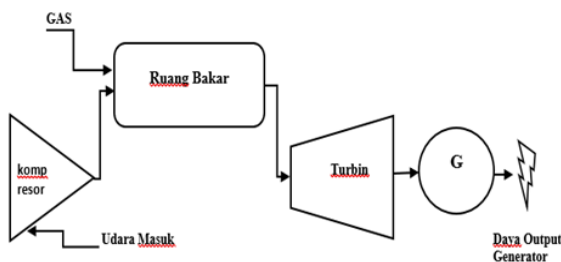 GAS
Ruang Bakar
komp
resor
Udara Masuk
Turbin
G
Daya Output
Generator